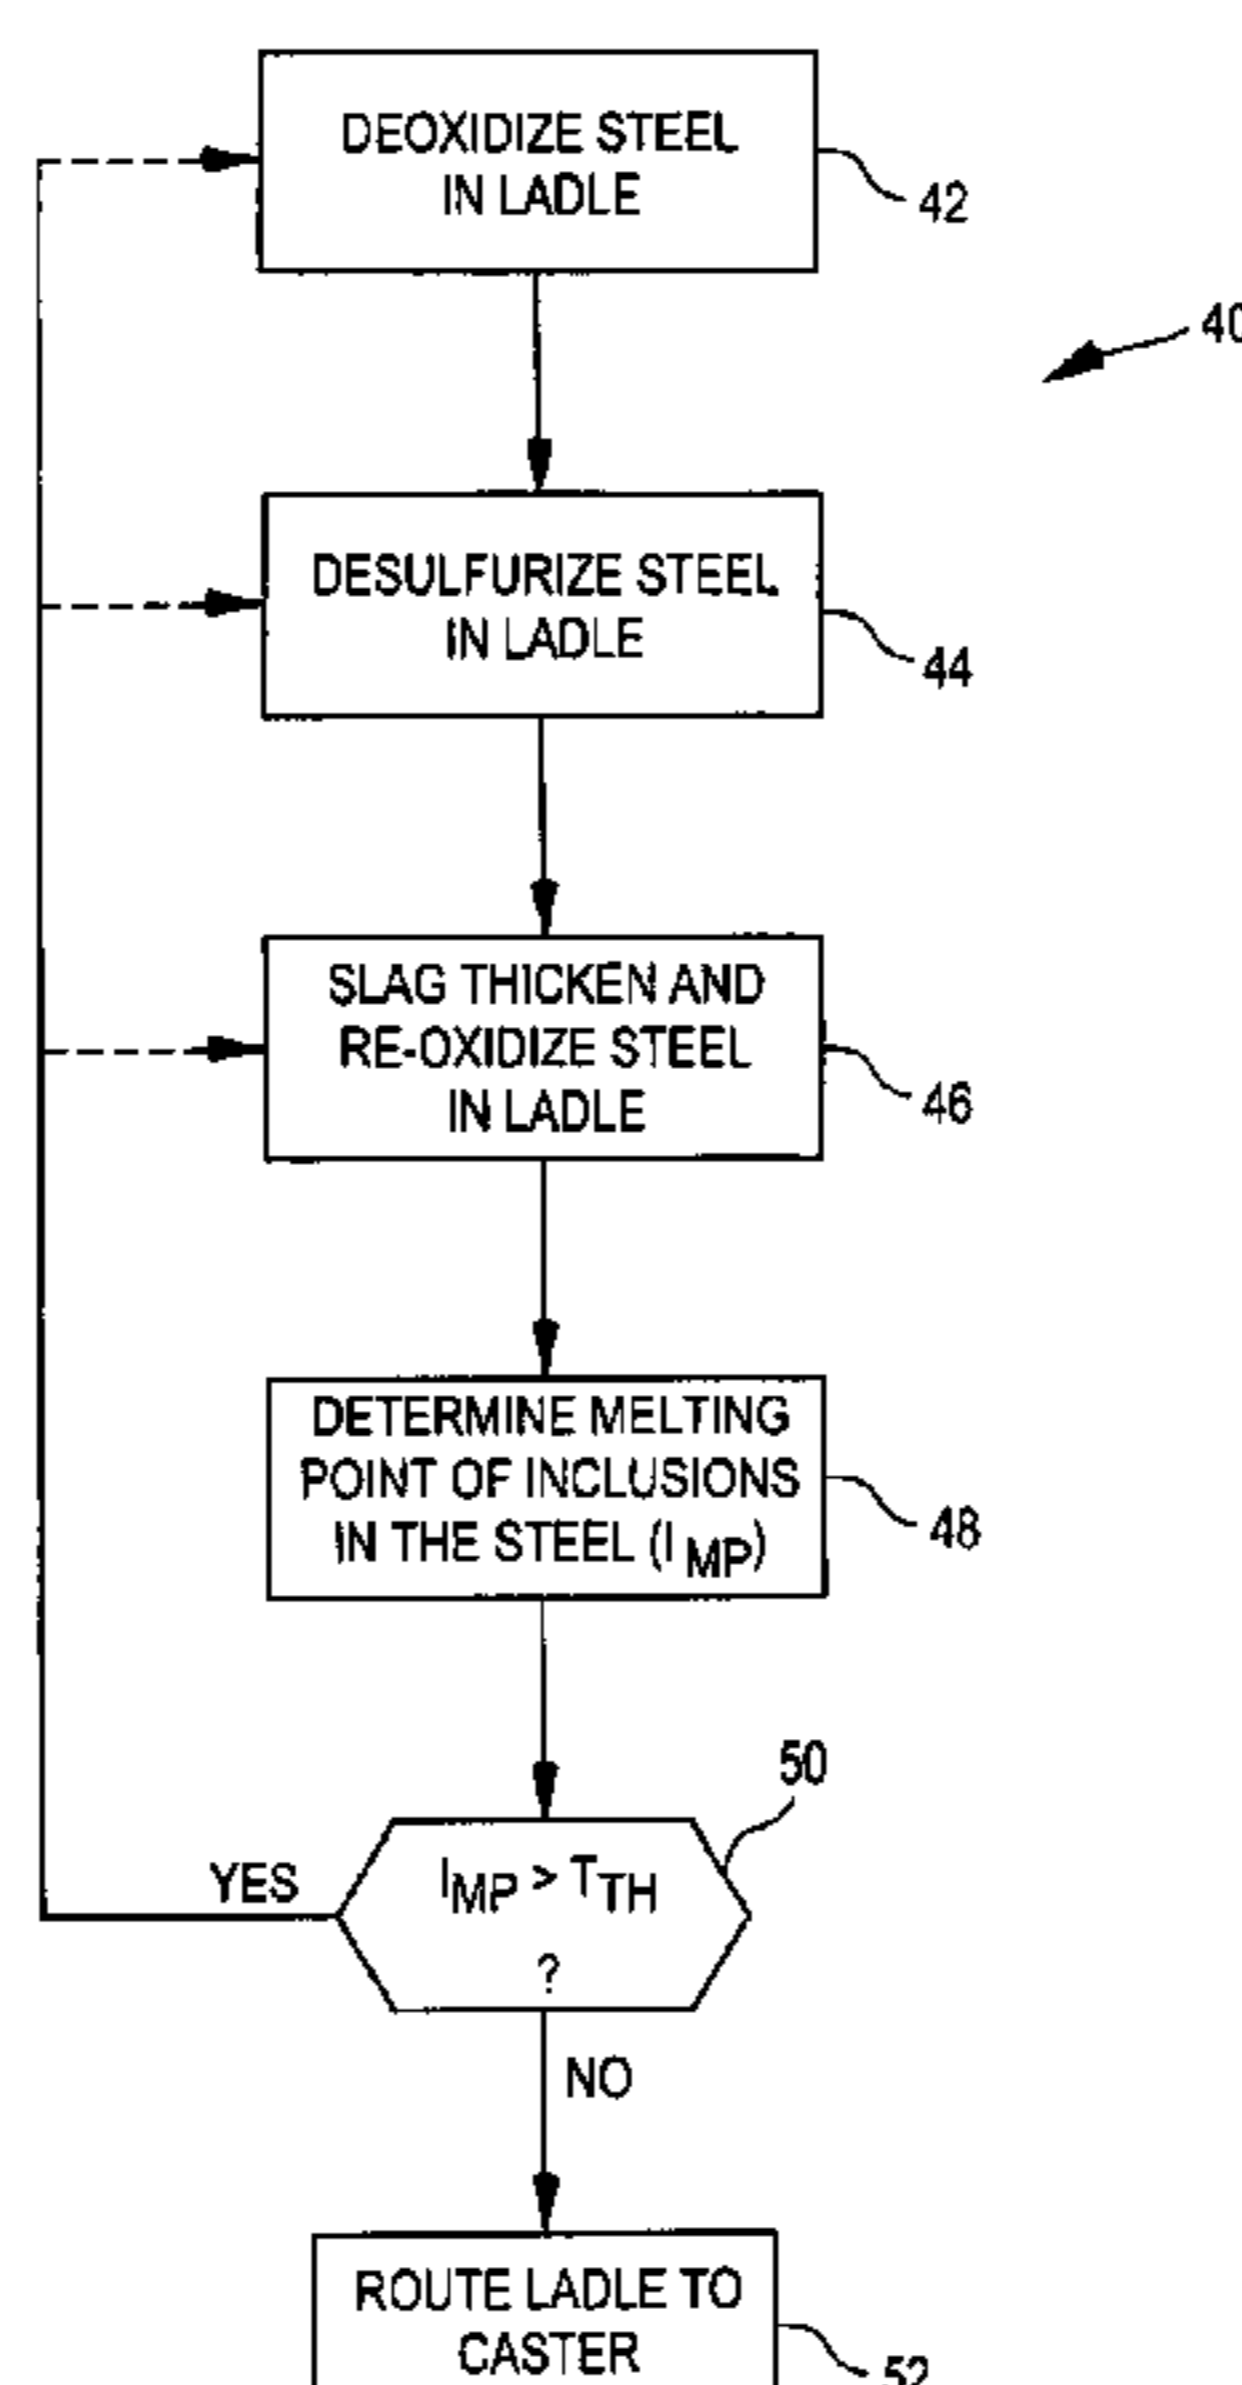 DEOXIDIZE STEEL
IN LADLE
42
40
DESULFURIZE STEEL
IN LADLE
44
SLAG THICKEN AND
RE-OXIDIZE STEEL
IN LADLE
46
DETERMINE MELTING
POINT OF INCLUSIONS
IN THE STEEL (I MP)
48
50
YES
IMP > TTH
?
NO
ROUTE LADLE TO
CASTER
52